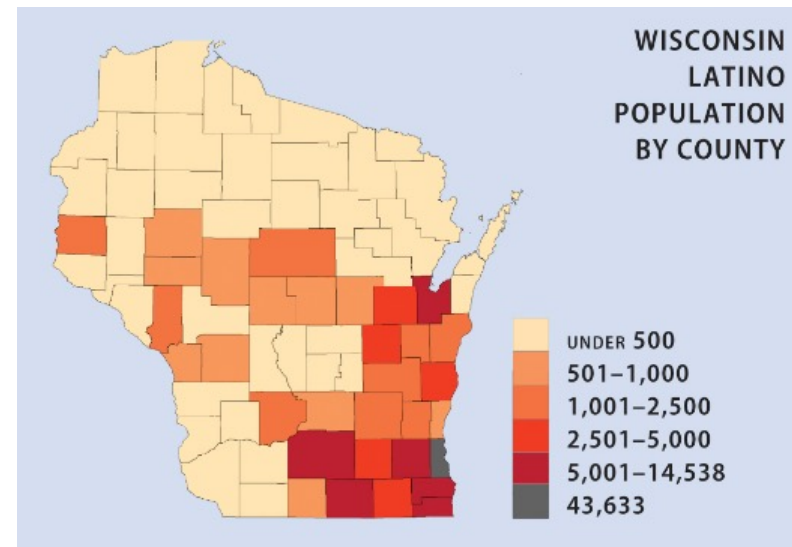 WISCONSIN
LATINO
POPULATION
BY COUNTY
UNDER 500
501–1,000
1,001–2,500
2,501–5,000
5,001–14,538
43,633